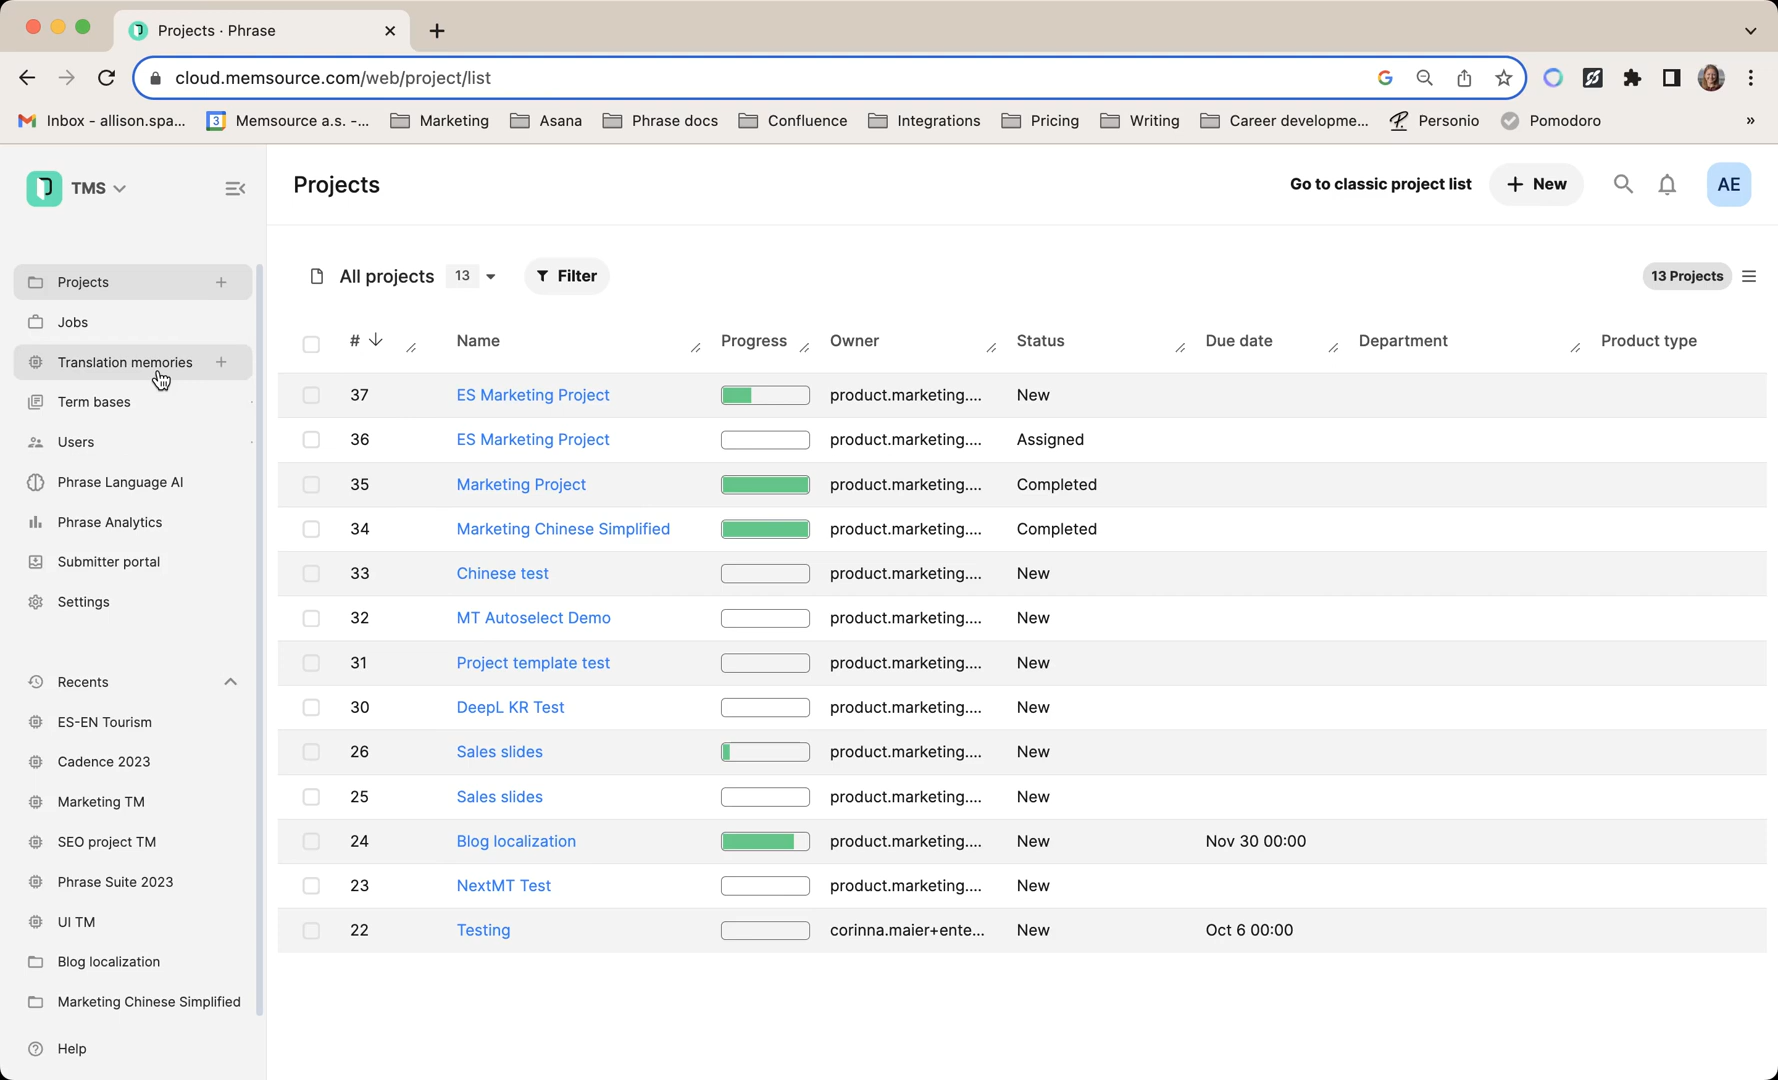 Projects · Phrase
cloud.memsource.com/web/project/list
Inbox - allison.spa...
3
Memsource a.s. -...
Marketing
Asana
Phrase docs
Confluence
Integrations
Pricing
Writing
Career developme...
Personio
Pomodoro
»
TMS
Projects
Go to classic project list
+ New
AE
Projects +
Jobs
Translation memories +
Term bases
Users
Phrase Language AI
Phrase Analytics
Submitter portal
Settings
Recents
ES-EN Tourism
Cadence 2023
Marketing TM
SEO project TM
Phrase Suite 2023
UI TM
Blog localization
Marketing Chinese Simplified
Help
All projects 13
Filter
13 Projects
# Name Progress Owner Status Due date Department Product type
37 ES Marketing Project product.marketing.... New
36 ES Marketing Project product.marketing.... Assigned
35 Marketing Project product.marketing.... Completed
34 Marketing Chinese Simplified product.marketing.... Completed
33 Chinese test product.marketing.... New
32 MT Autoselect Demo product.marketing.... New
31 Project template test product.marketing.... New
30 DeepL KR Test product.marketing.... New
26 Sales slides product.marketing.... New
25 Sales slides product.marketing.... New
24 Blog localization product.marketing.... New Nov 30 00:00
23 NextMT Test product.marketing.... New
22 Testing corinna.maier+ente... New Oct 6 00:00